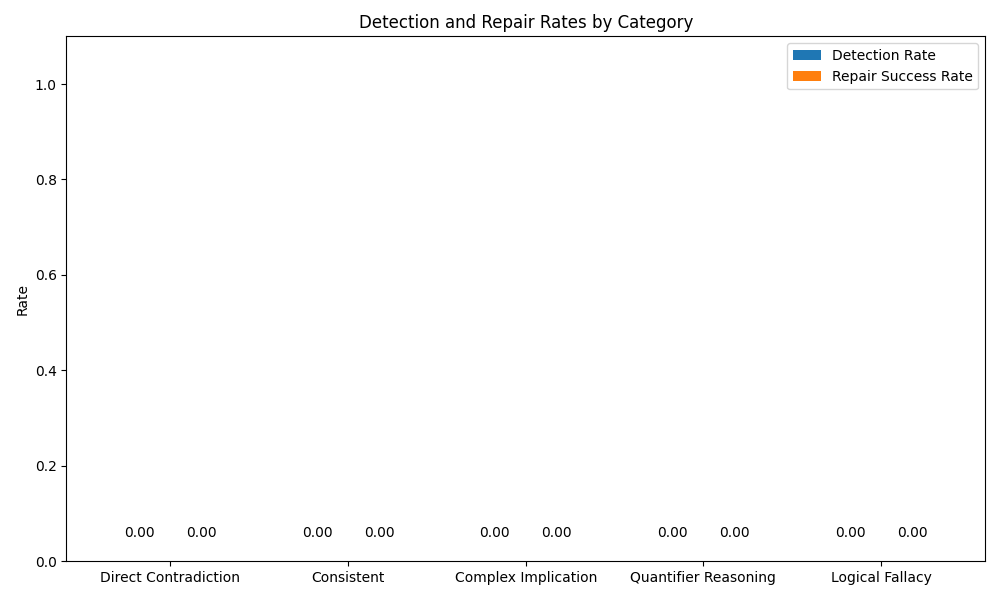 Detection and Repair Rates by Category
Detection Rate
Repair Success Rate
Rate
1.0
0.8
0.6
0.4
0.2
0.0
0.00 0.00 0.00 0.00 0.00 0.00 0.00 0.00 0.00 0.00
Direct Contradiction Consistent Complex Implication Quantifier Reasoning Logical Fallacy